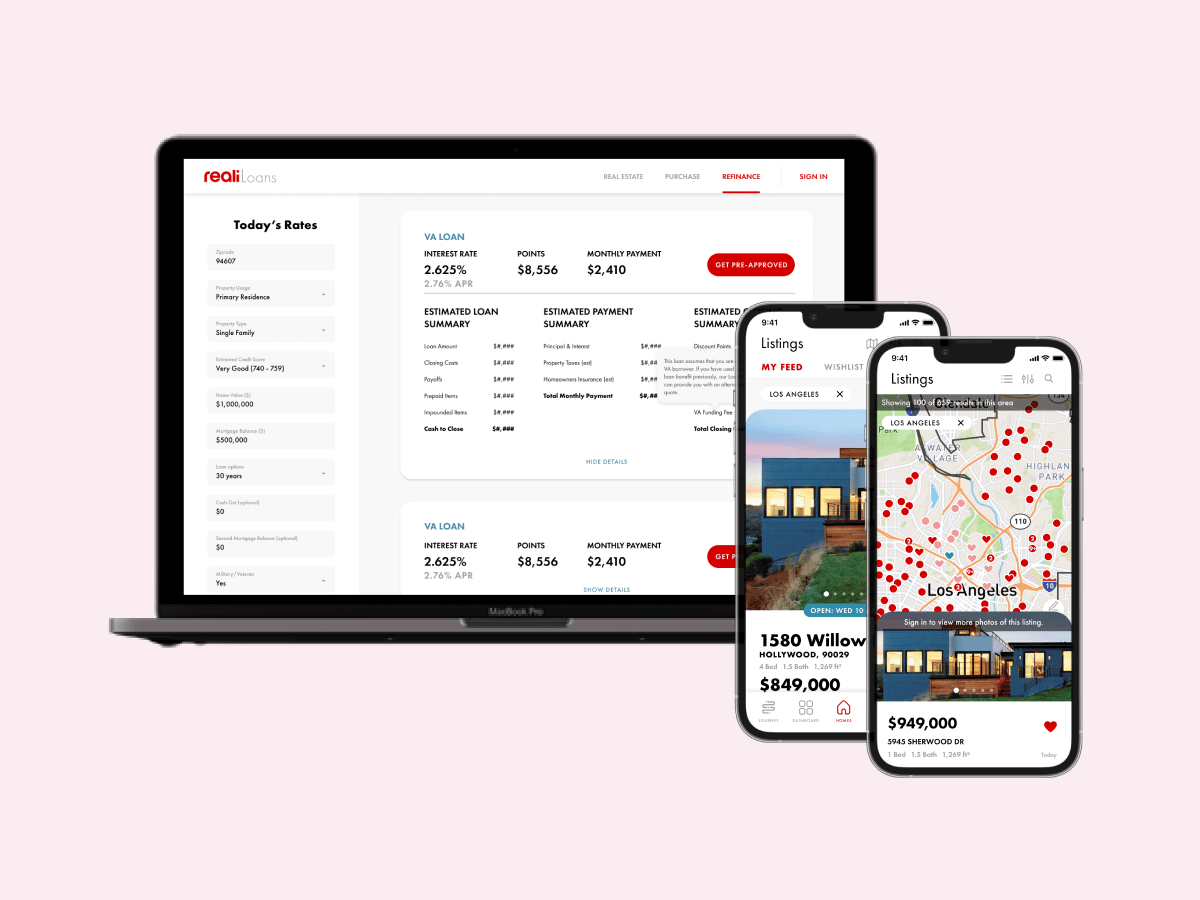 reali Loans
REAL ESTATE
PURCHASE
REFINANCE
SIGN IN
Today's Rates
Zipcode
94607
Property Usage
Primary Residence
Property Type
Single Family
Estimated Credit Score
Very Good (740 - 759)
Home Value ($)
$1,000,000
Mortgage Balance ($)
$500,000
Loan options
30 years
Cash Out (optional)
$0
Second Mortgage Balance (optional)
$0
Military/Veteran
Yes
VA LOAN
INTEREST RATE
POINTS
MONTHLY PAYMENT
2.625%
$8,556
$2,410
2.76% APR
GET PRE-APPROVED
ESTIMATED LOAN
SUMMARY
Loan Amount $#,###
Closing Costs $#,###
Payoffs $#,###
Prepaid Items $#,###
Impounded Items $#,###
Cash to Close $#,###
ESTIMATED PAYMENT
SUMMARY
Principal & Interest $#,###
Property Taxes (est) $#,##
Homeowners Insurance (est) $#,##
Total Monthly Payment $#,##
ESTIMATED
SUMMARY
Discount Points
This loan assumes that you are
VA borrower. If you have used
loan benefit previously, our
can provide you with an
quote.
VA Funding Fee
Total Closing
HIDE DETAILS
VA LOAN
INTEREST RATE
POINTS
MONTHLY PAYMENT
2.625%
$8,556
$2,410
2.76% APR
GET
SHOW DETAILS
MacBook Pro
9:41
Listings
MY FEED
WISHLIST
LOS ANGELES
OPEN: WED 10
1580 Willow
HOLLYWOOD, 90029
4 Bed 1.5 Bath 1,269 ft²
$849,000
JOURNEY
DASHBOARD
HOMES
9:41
Listings
Showing 100 of 859 results in this area
LOS ANGELES
134
Glendale
Park
ATWATER
VILLAGE
HIGHLAN
PARK
110
2
2
9+
9+
2
10
Los Angeles
Sign in to view more photos of this listing.
$949,000
5945 SHERWOOD DR
1 Bed 1.5 Bath 1,269 ft²
Today